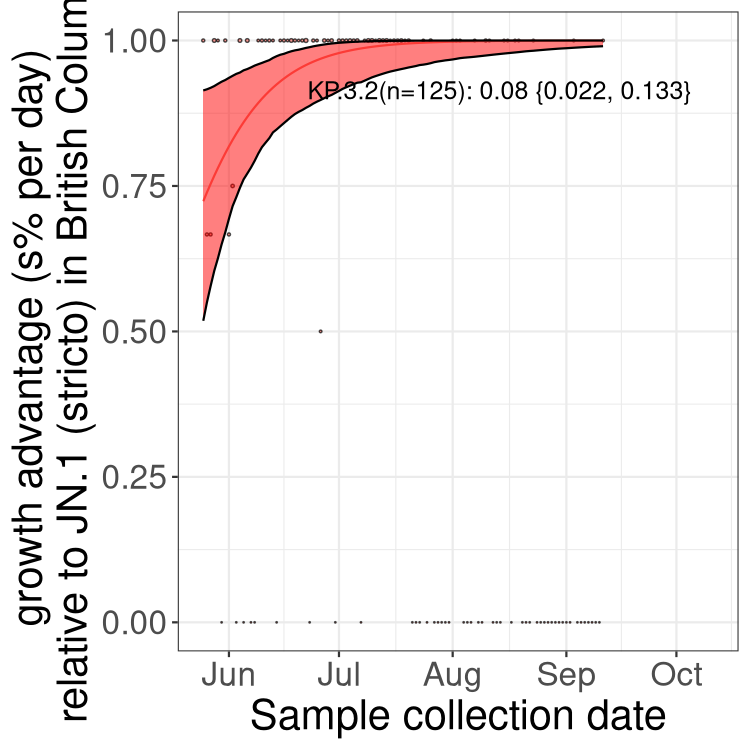 growth advantage (s% per day)
relative to JN.1 (stricto) in British Colum
1.00
0.75
0.50
0.25
0.00
KP.3.2(n=125): 0.08 {0.022, 0.133}
Jun Jul Aug Sep Oct
Sample collection date